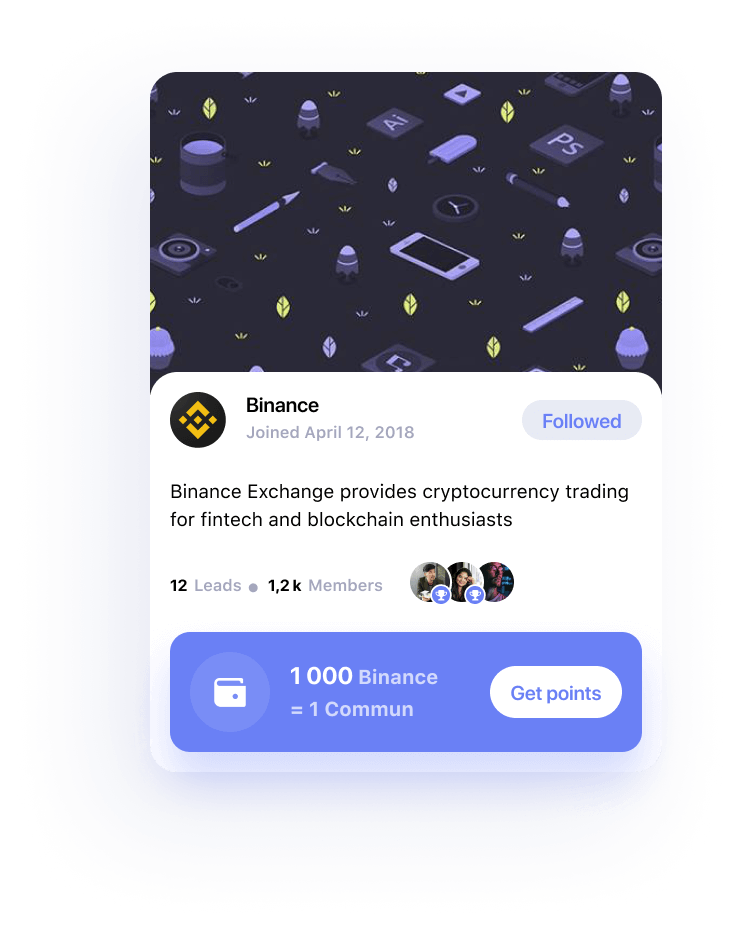 Ai
Ps
Binance
Joined April 12, 2018
Followed
Binance Exchange provides cryptocurrency trading
for fintech and blockchain enthusiasts
12 Leads ● 1,2 k Members
1 000 Binance
= 1 Commun
Get points